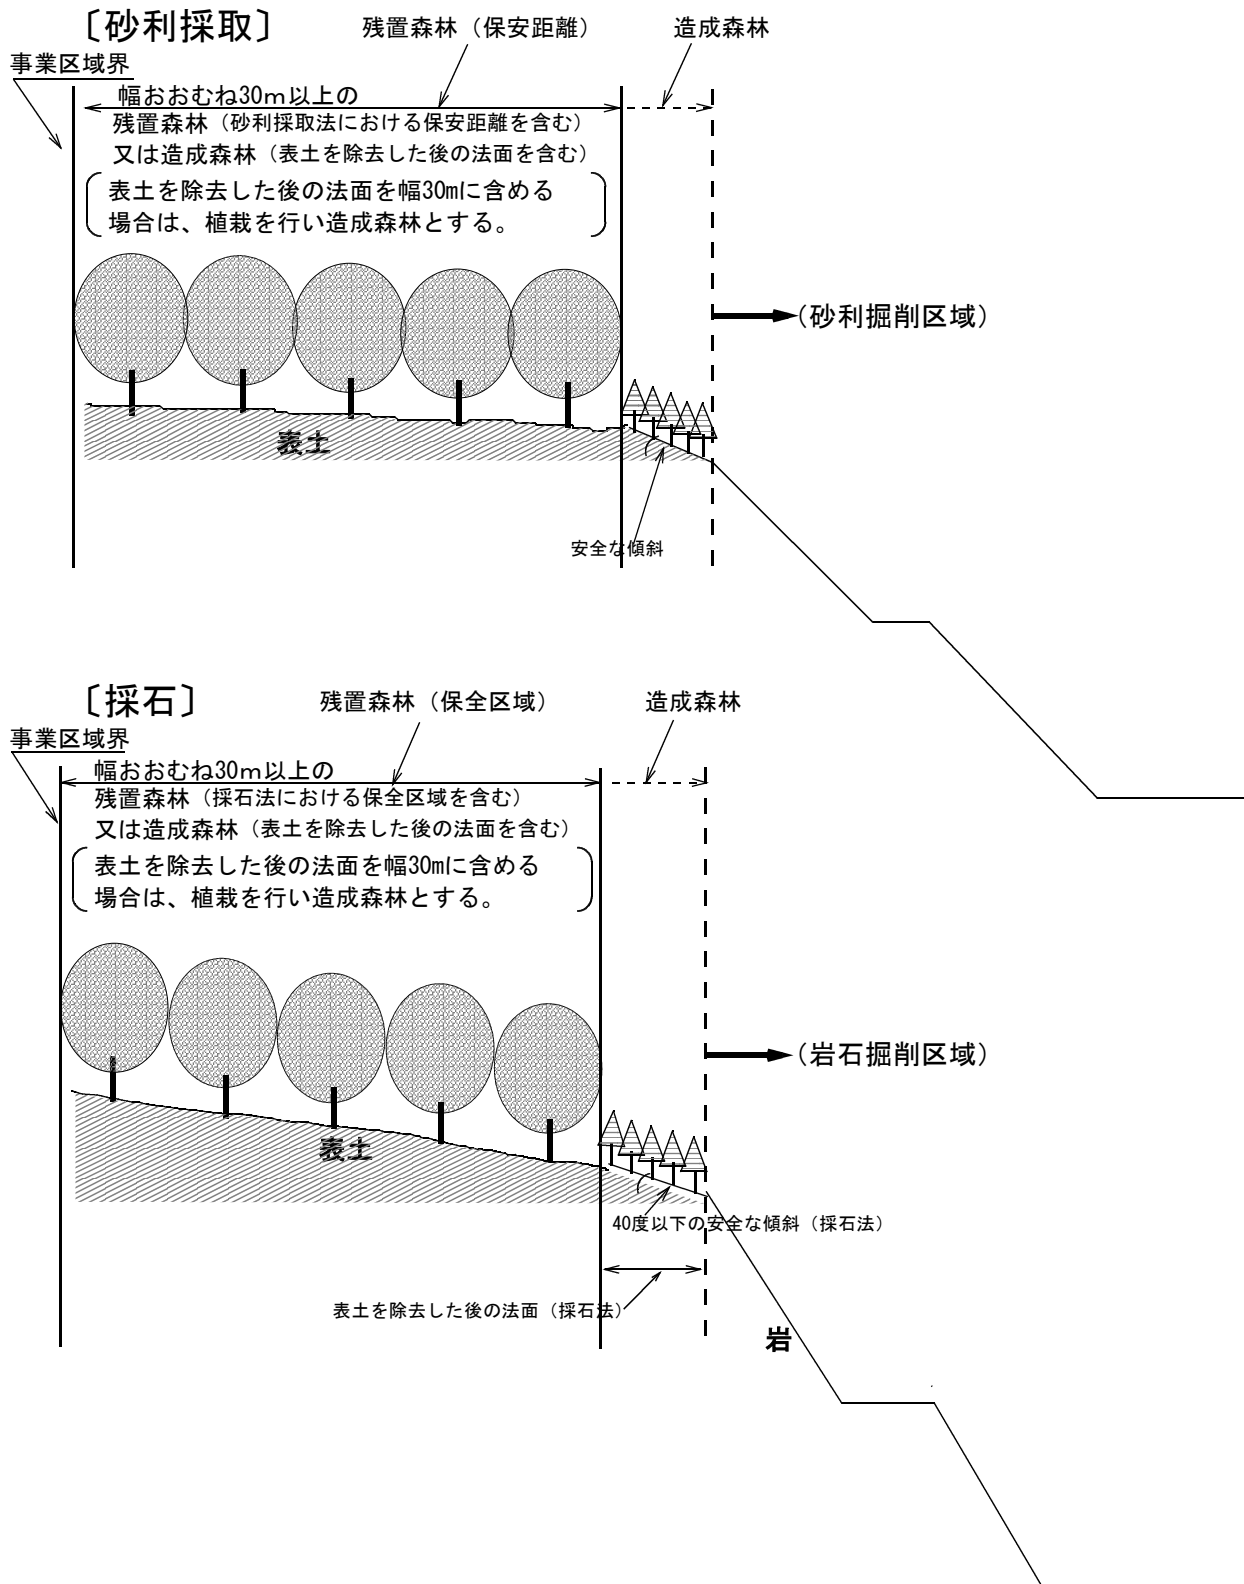 〔砂利採取〕
残置森林（保安距離）
造成森林
事業区域界
幅おおむね30ｍ以上の
残置森林（砂利採取法における保安距離を含む）
又は造成森林（表土を除去した後の法面を含む）
表土を除去した後の法面を幅30mに含める
場合は、植栽を行い造成森林とする。
（砂利掘削区域）
表土
安全な傾斜
〔採石〕
残置森林（保全区域）
造成森林
事業区域界
幅おおむね30ｍ以上の
残置森林（採石法における保全区域を含む）
又は造成森林（表土を除去した後の法面を含む）
表土を除去した後の法面を幅30mに含める
場合は、植栽を行い造成森林とする。
（岩石掘削区域）
表土
40度以下の安全な傾斜（採石法）
表土を除去した後の法面（採石法）
岩